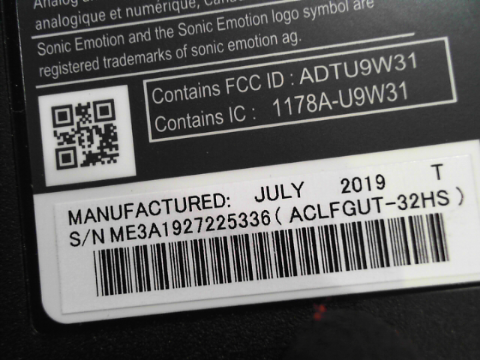 analogique et numérique, Cana
Sonic Emotion and the Sonic Emotion logo symbol are
registered trademarks of sonic emotion ag.
Contains FCC ID : ADTU9W31
Contains IC : 1178A-U9W31
MANUFACTURED: JULY 2019 T
S/N ME3A1927225336 ( ACLFGUT-32HS )